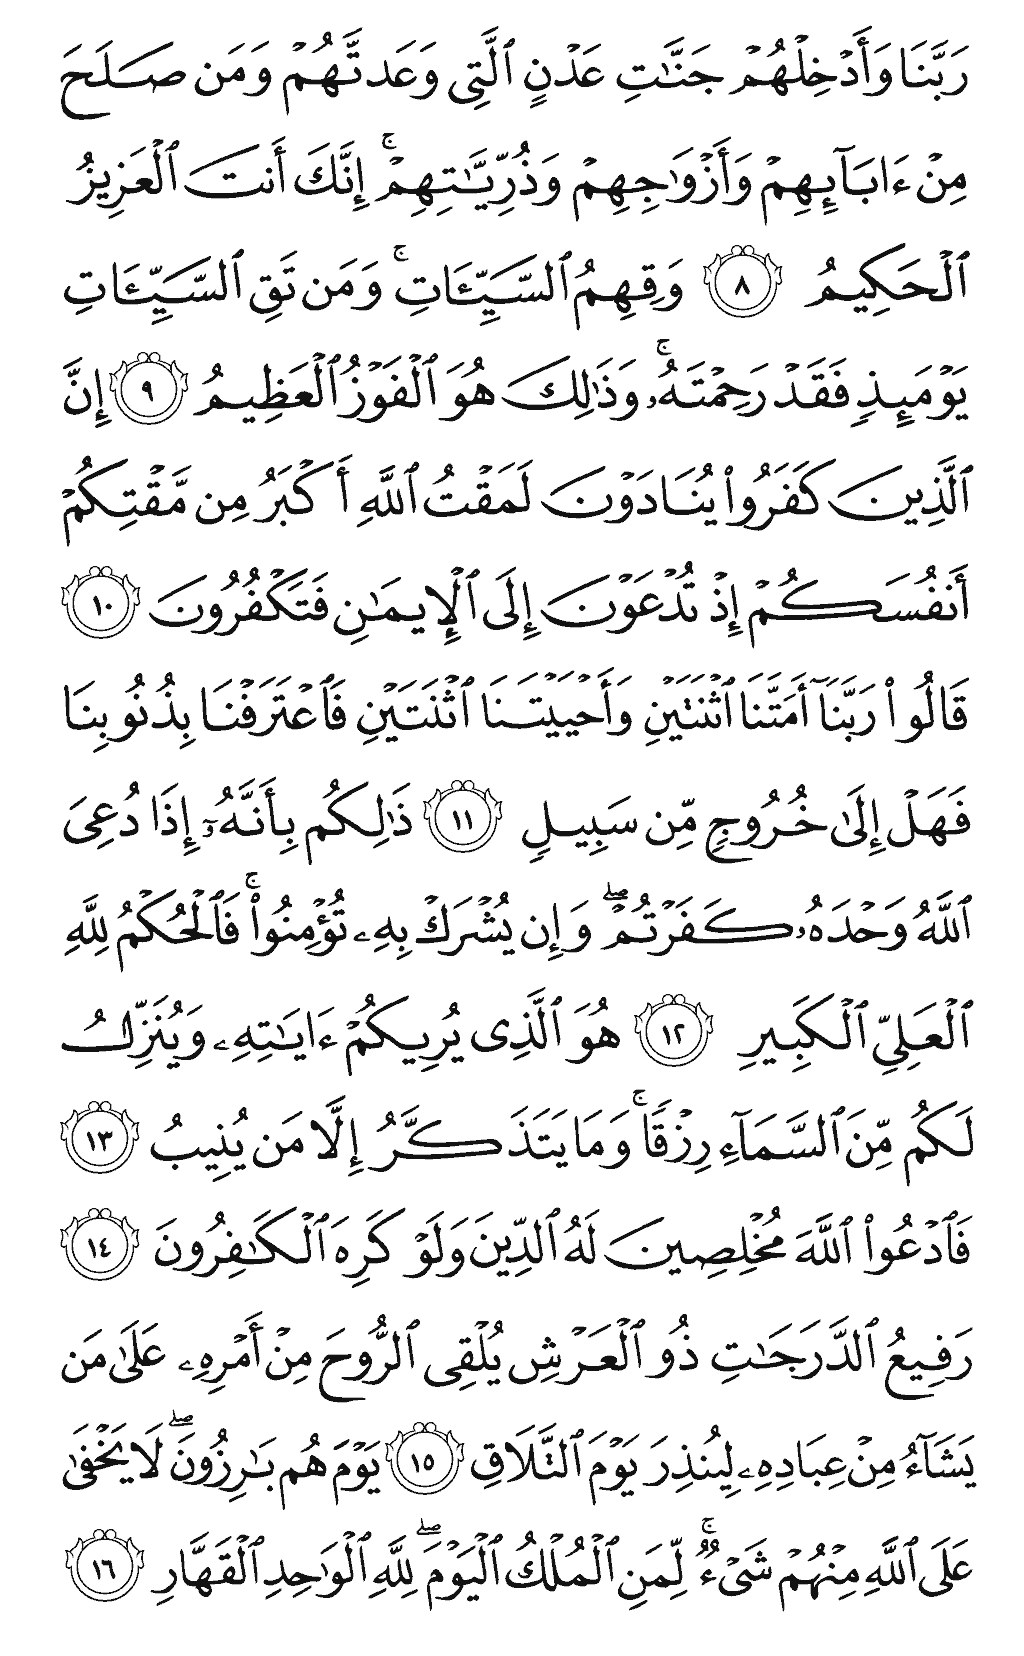 رَبَّنَا وَأَدْخِلْهُمْ جَنَّٰتِ عَدْنٍ ٱلَّتِى وَعَدتَّهُمْ وَمَن صَلَحَ
مِنْ ءَابَآئِهِمْ وَأَزْوَٰجِهِمْ وَذُرِّيَّٰتِهِمْ ۚ إِنَّكَ أَنتَ ٱلْعَزِيزُ
ٱلْحَكِيمُ ٨ وَقِهِمُ ٱلسَّيِّـَٔاتِ ۚ وَمَن تَقِ ٱلسَّيِّـَٔاتِ
يَوْمَئِذٍ فَقَدْ رَحِمْتَهُۥ ۚ وَذَٰلِكَ هُوَ ٱلْفَوْزُ ٱلْعَظِيمُ ٩ إِنَّ
ٱلَّذِينَ كَفَرُوا۟ يُنَادَوْنَ لَمَقْتُ ٱللَّهِ أَكْبَرُ مِن مَّقْتِكُمْ
أَنفُسَكُمْ إِذْ تُدْعَوْنَ إِلَى ٱلْإِيمَٰنِ فَتَكْفُرُونَ ١٠
قَالُوا۟ رَبَّنَآ أَمَتَّنَا ٱثْنَتَيْنِ وَأَحْيَيْتَنَا ٱثْنَتَيْنِ فَٱعْتَرَفْنَا بِذُنُوبِنَا
فَهَلْ إِلَىٰ خُرُوجٍ مِّن سَبِيلٍ ١١ ذَٰلِكُم بِأَنَّهُۥٓ إِذَا دُعِىَ
ٱللَّهُ وَحْدَهُۥ كَفَرْتُمْ ۖ وَإِن يُشْرَكْ بِهِۦ تُؤْمِنُوا۟ ۚ فَٱلْحُكْمُ لِلَّهِ
ٱلْعَلِىِّ ٱلْكَبِيرِ ١٢ هُوَ ٱلَّذِى يُرِيكُمْ ءَايَٰتِهِۦ وَيُنَزِّلُ
لَكُم مِّنَ ٱلسَّمَآءِ رِزْقًا ۚ وَمَا يَتَذَكَّرُ إِلَّا مَن يُنِيبُ ١٣
فَٱدْعُوا۟ ٱللَّهَ مُخْلِصِينَ لَهُ ٱلدِّينَ وَلَوْ كَرِهَ ٱلْكَٰفِرُونَ ١٤
رَفِيعُ ٱلدَّرَجَٰتِ ذُو ٱلْعَرْشِ يُلْقِى ٱلرُّوحَ مِنْ أَمْرِهِۦ عَلَىٰ مَن
يَشَآءُ مِنْ عِبَادِهِۦ لِيُنذِرَ يَوْمَ ٱلتَّلَاقِ ١٥ يَوْمَ هُم بَٰرِزُونَ ۖ لَا يَخْفَىٰ
عَلَى ٱللَّهِ مِنْهُمْ شَىْءٌ ۚ لِّمَنِ ٱلْمُلْكُ ٱلْيَوْمَ ۖ لِلَّهِ ٱلْوَٰحِدِ ٱلْقَهَّارِ ١٦